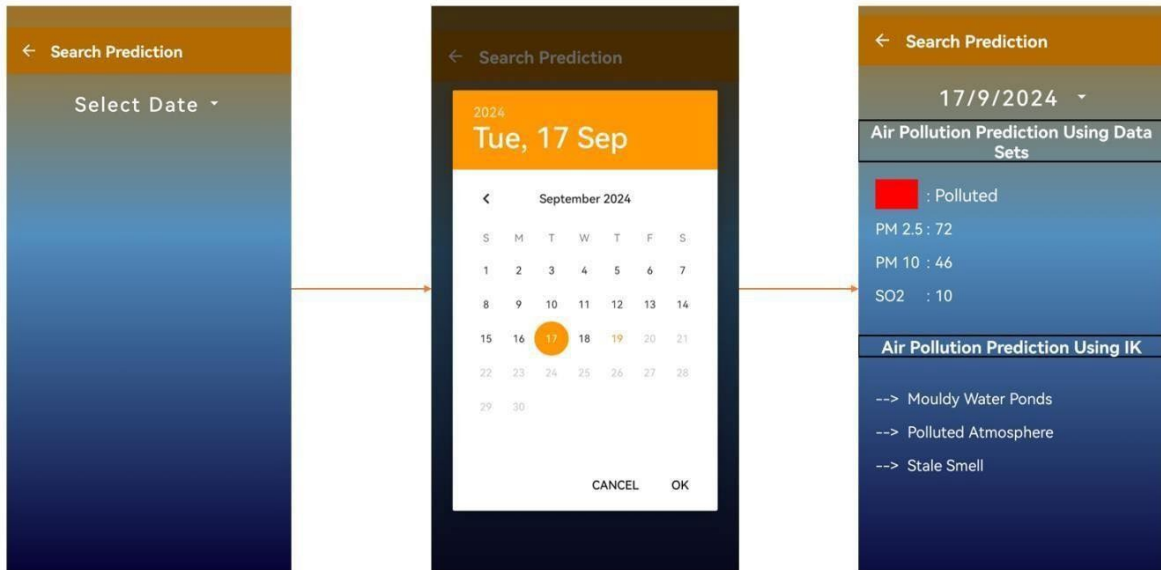 ← Search Prediction
Select Date
← Search Prediction
2024
Tue, 17 Sep
September 2024
S M T W T F S
1 2 3 4 5 6 7
8 9 10 11 12 13 14
15 16 17 18 19 20 21
22 23 24 25 26 27 28
29 30
CANCEL OK
← Search Prediction
17/9/2024
Air Pollution Prediction Using Data
Sets
: Polluted
PM 2.5 : 72
PM 10 : 46
SO2 : 10
Air Pollution Prediction Using IK
--> Mouldy Water Ponds
--> Polluted Atmosphere
--> Stale Smell